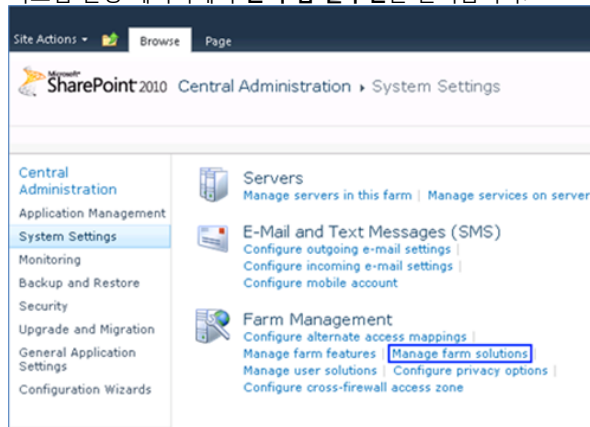 Site Actions Browse Page
Microsoft
SharePoint 2010 Central Administration ▸ System Settings
Central
Administration
Application Management
System Settings
Monitoring
Backup and Restore
Security
Upgrade and Migration
General Application
Settings
Configuration Wizards
Servers
Manage servers in this farm | Manage services on server
E-Mail and Text Messages (SMS)
Configure outgoing e-mail settings |
Configure incoming e-mail settings |
Configure mobile account
Farm Management
Configure alternate access mappings |
Manage farm features | Manage farm solutions |
Manage user solutions | Configure privacy options |
Configure cross-firewall access zone